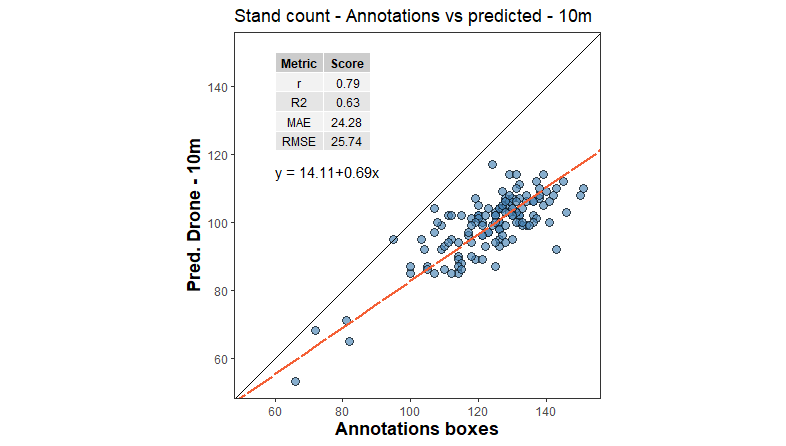 Stand count - Annotations vs predicted - 10m
Metric Score
r 0.79
R2 0.63
MAE 24.28
RMSE 25.74
y = 14.11+0.69x
Pred. Drone - 10m
140
120
100
80
60
60 80 100 120 140
Annotations boxes